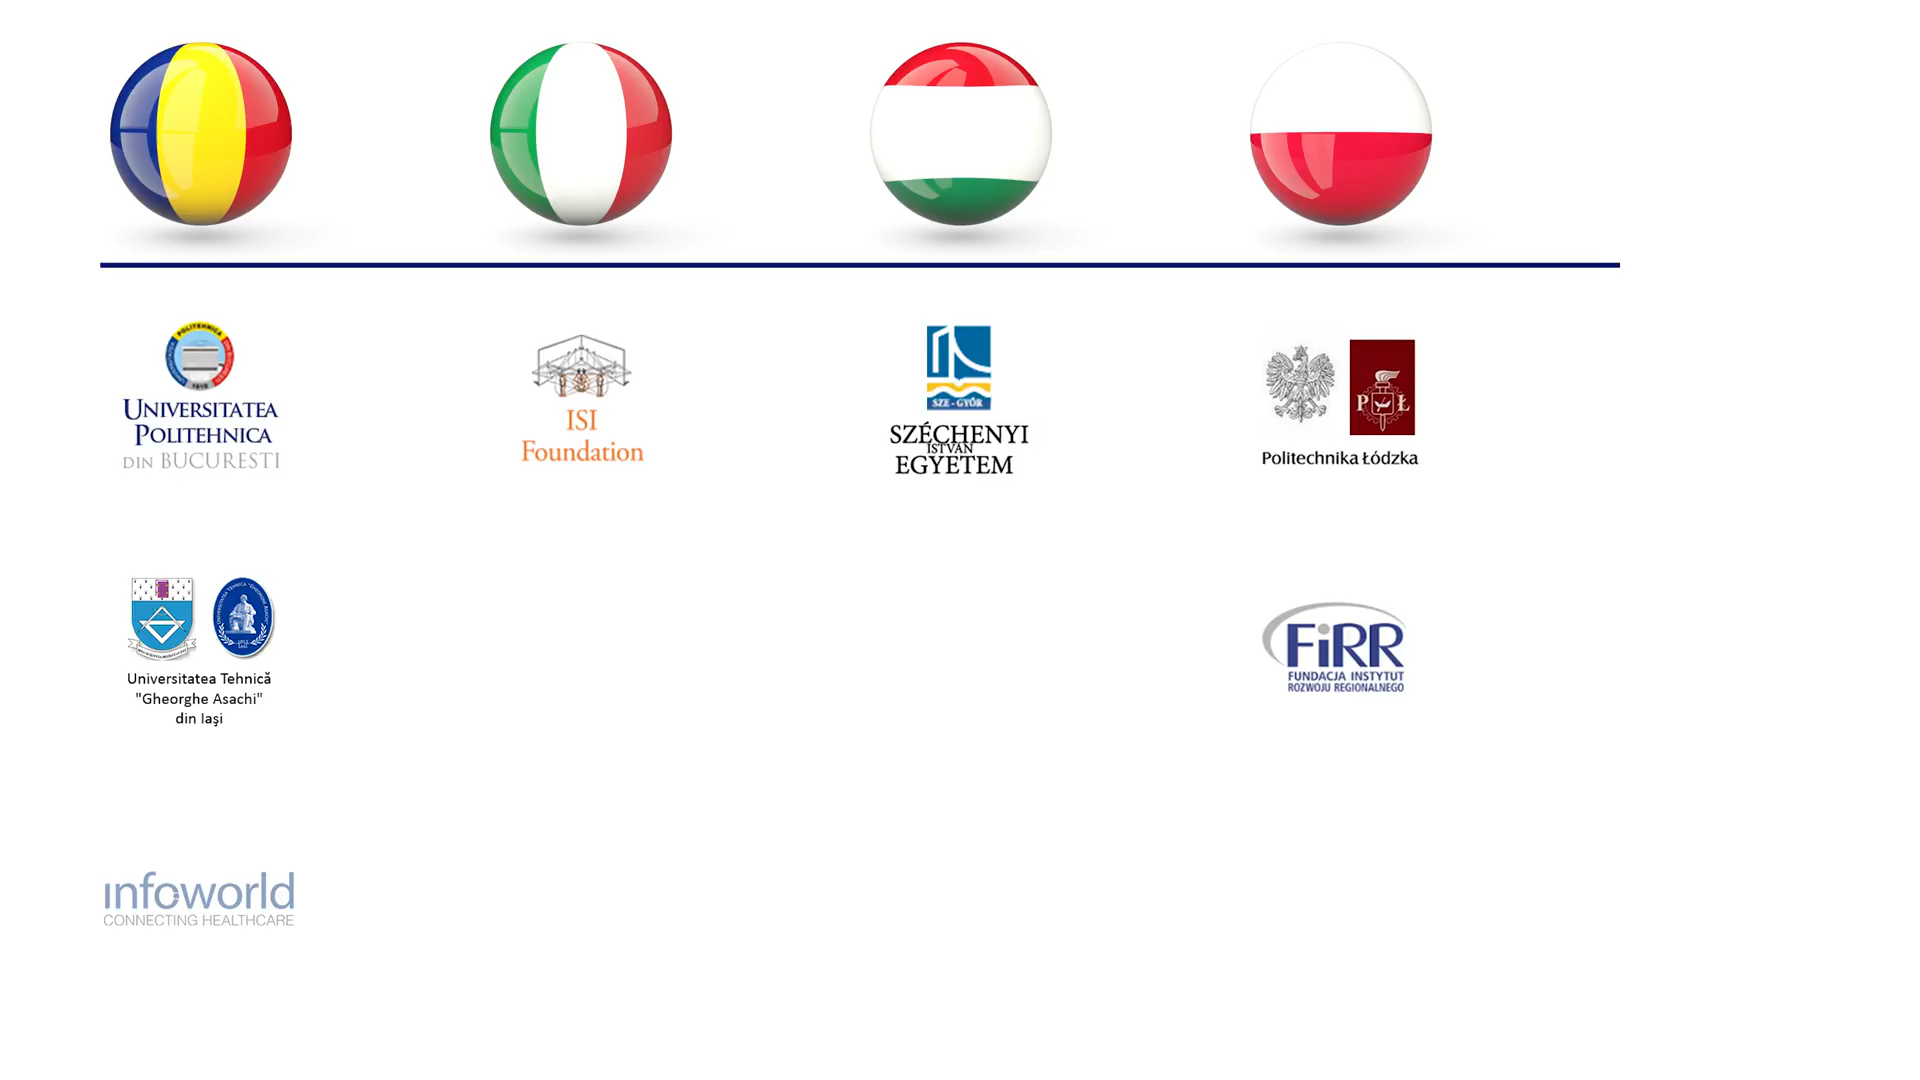 UNIVERSITATEA
POLITEHNICA
DIN BUCURESTI
ISI
Foundation
SZE - GYŐR
SZÉCHENYI
ISTVÁN
EGYETEM
P Ł
Politechnika Łódzka
Universitatea Tehnică
"Gheorghe Asachi"
din Iaşi
FiRR
FUNDACJA INSTYTUT
ROZWOJU REGIONALNEGO
infoworld
CONNECTING HEALTHCARE